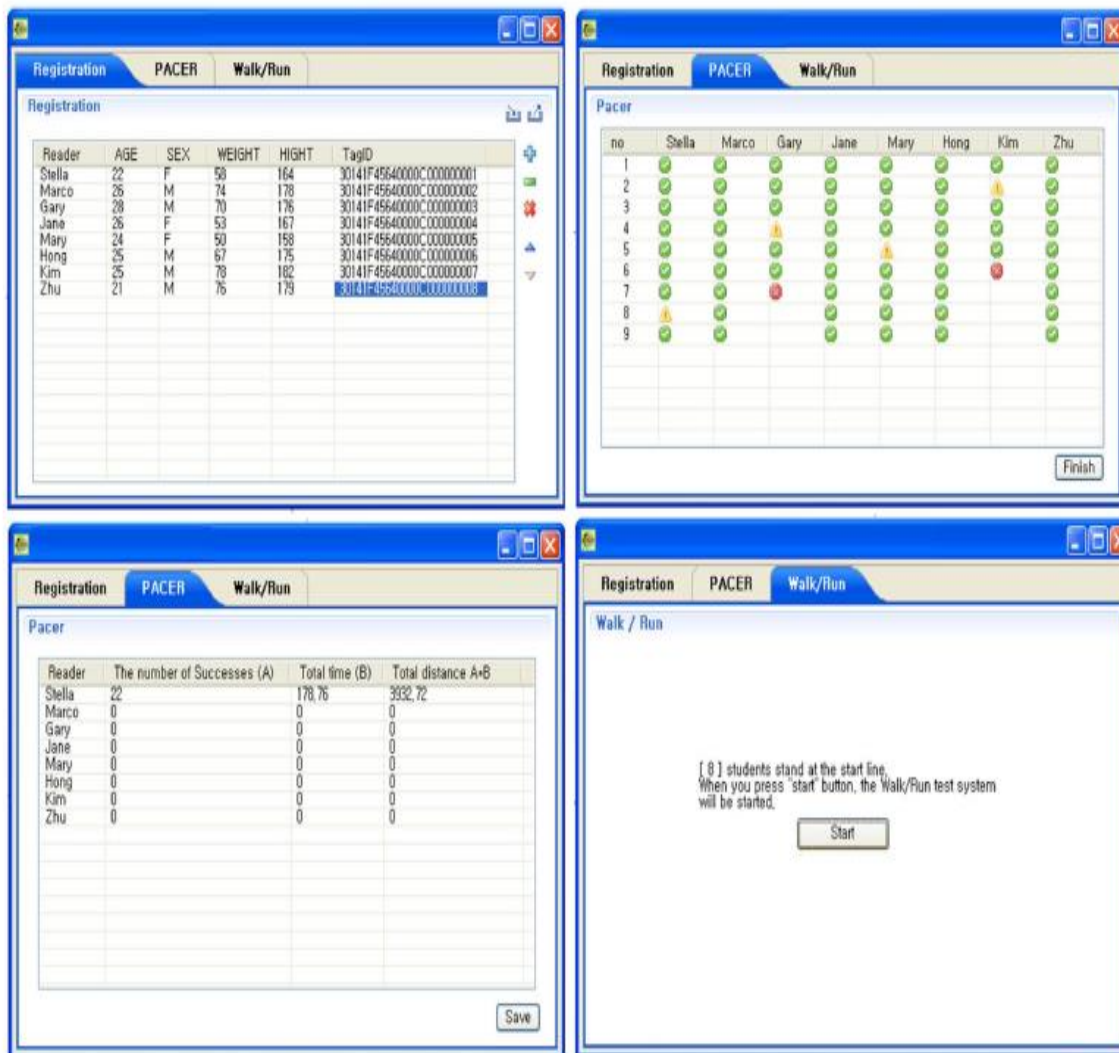 Registration PACER Walk/Run
Registration
Reader AGE SEX WEIGHT HIGHT TagID
Stella 22 F 58 164 30141F45640000C000000001
Marco 26 M 74 178 30141F45640000C000000002
Gary 28 M 70 176 30141F45640000C000000003
Jane 26 F 53 167 30141F45640000C000000004
Mary 24 F 50 158 30141F45640000C000000005
Hong 25 M 67 175 30141F45640000C000000006
Kim 25 M 78 182 30141F45640000C000000007
Zhu 21 M 76 179 30141F45640000C000000008
Registration PACER Walk/Run
Pacer
no Stella Marco Gary Jane Mary Hong Kim Zhu
1
2
3
4
5
6
7
8
9
Finish
Registration PACER Walk/Run
Pacer
Reader The number of Successes (A) Total time (B) Total distance A*B
Stella 22 178,76 3932,72
Marco 0 0 0
Gary 0 0 0
Jane 0 0 0
Mary 0 0 0
Hong 0 0 0
Kim 0 0 0
Zhu 0 0 0
Save
Registration PACER Walk/Run
Walk / Run
[ 8 ] students stand at the start line,
When you press "start" button, the Walk/Run test system
will be started,
Start